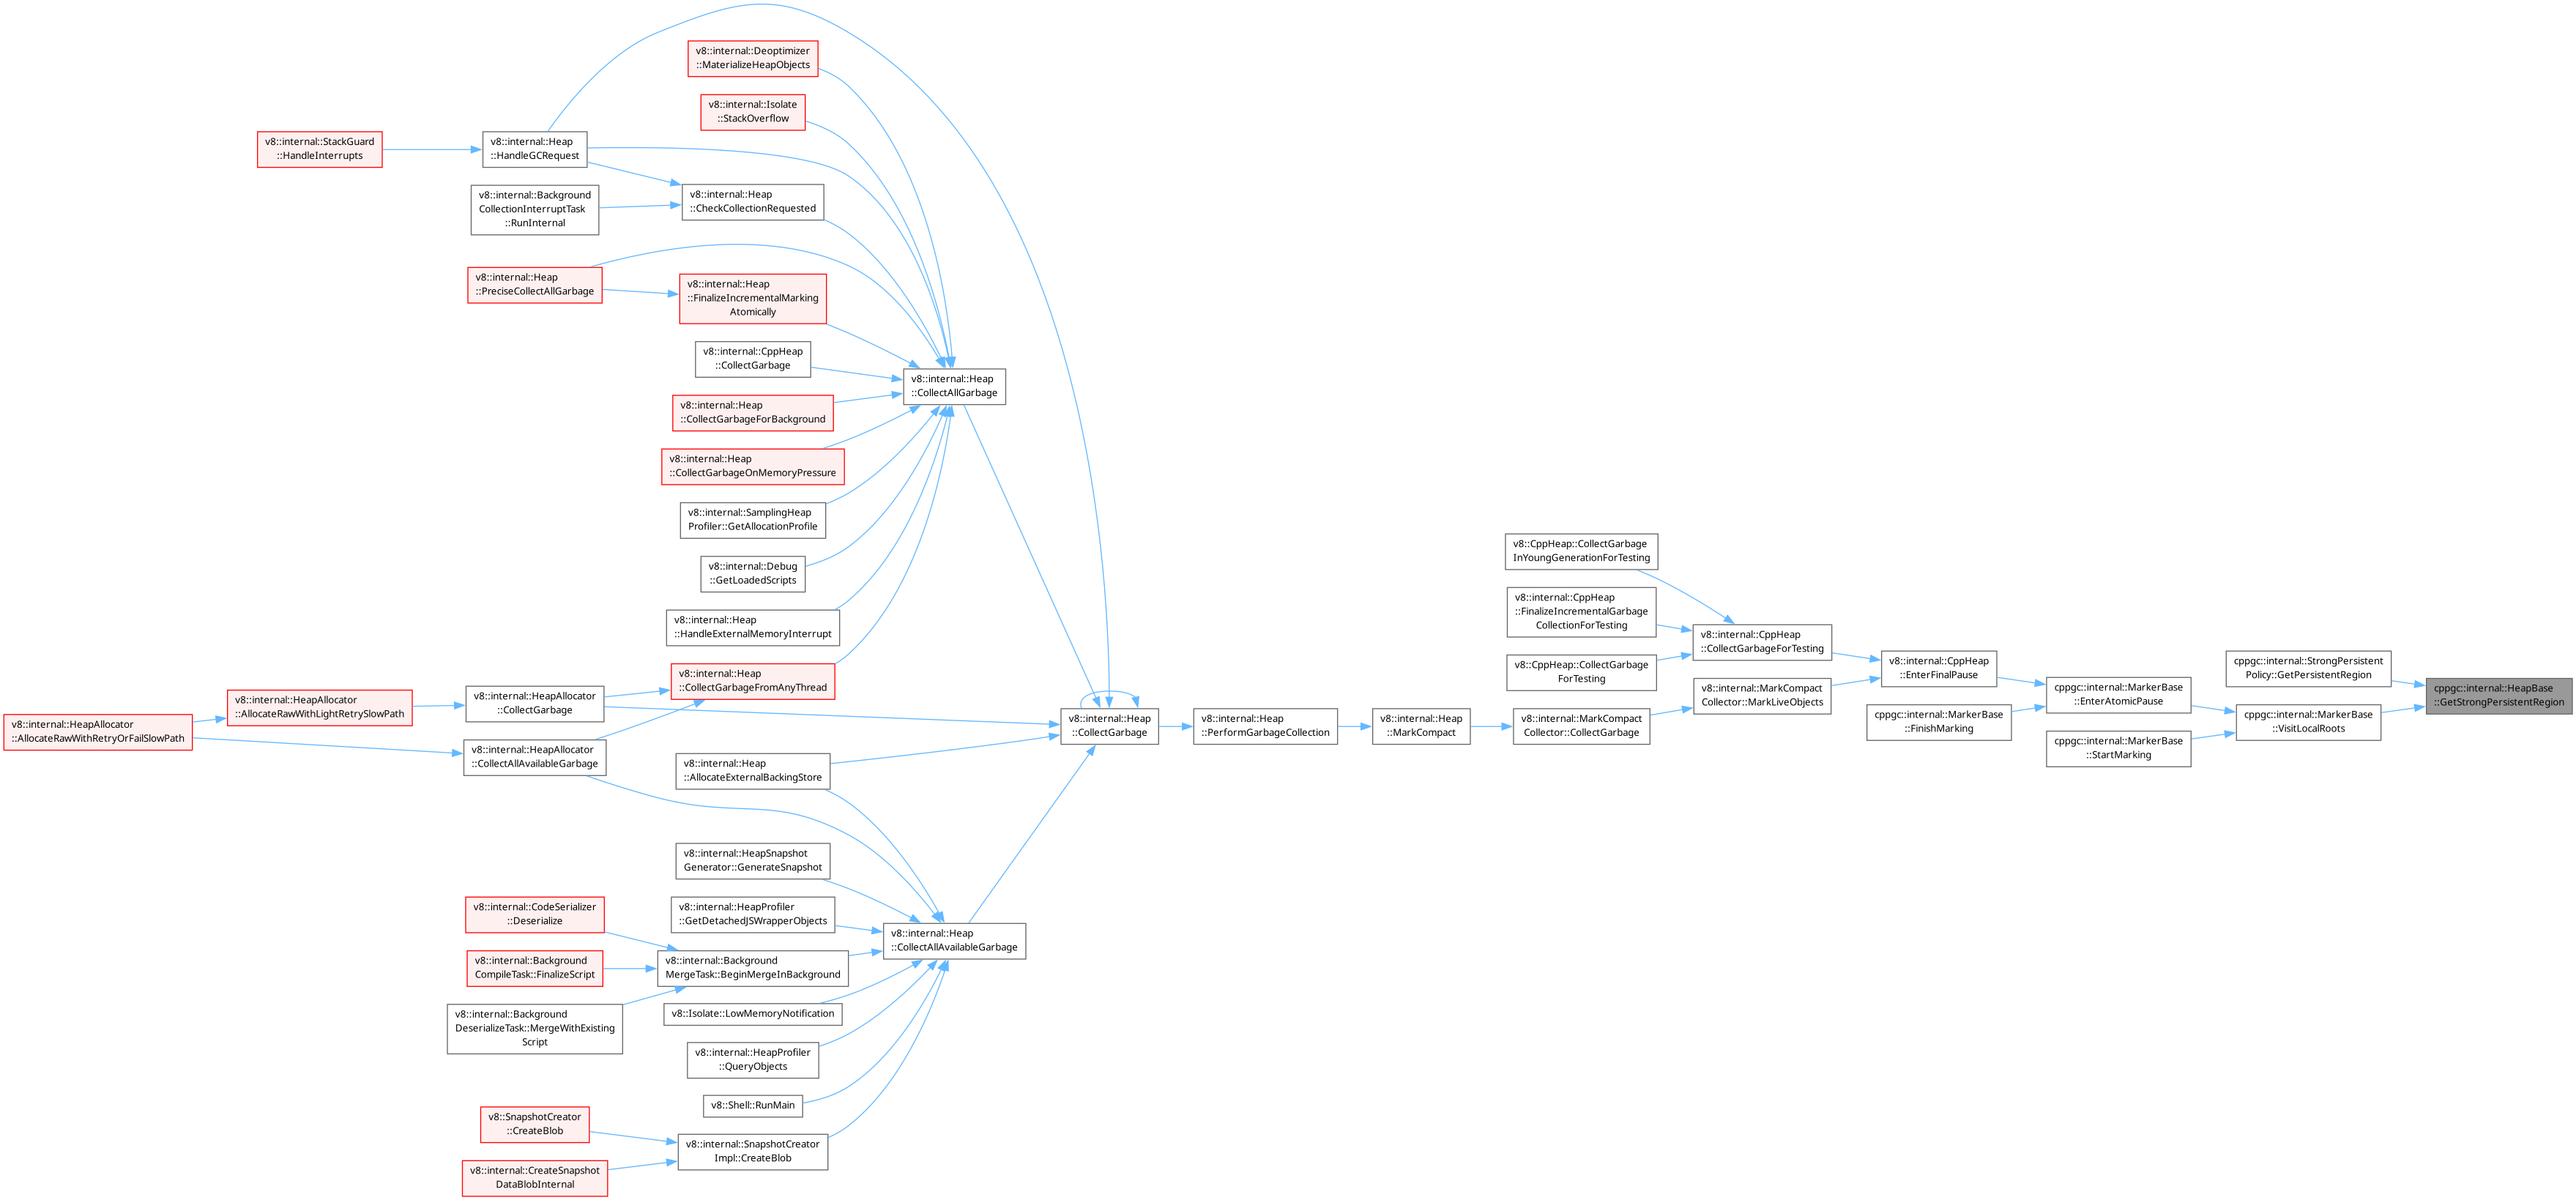 v8::internal::Deoptimizer
::MaterializeHeapObjects
v8::internal::Isolate
::StackOverflow
v8::internal::StackGuard
::HandleInterrupts
v8::internal::Heap
::HandleGCRequest
v8::internal::Background
CollectionInterruptTask
::RunInternal
v8::internal::Heap
::CheckCollectionRequested
v8::internal::Heap
::PreciseCollectAllGarbage
v8::internal::Heap
::FinalizeIncrementalMarking
Atomically
v8::internal::CppHeap
::CollectGarbage
v8::internal::Heap
::CollectAllGarbage
v8::internal::Heap
::CollectGarbageForBackground
v8::internal::Heap
::CollectGarbageOnMemoryPressure
v8::internal::SamplingHeap
Profiler::GetAllocationProfile
v8::internal::Debug
::GetLoadedScripts
v8::internal::Heap
::HandleExternalMemoryInterrupt
v8::internal::Heap
::CollectGarbageFromAnyThread
v8::internal::HeapAllocator
::CollectGarbage
v8::internal::HeapAllocator
::AllocateRawWithLightRetrySlowPath
v8::internal::HeapAllocator
::AllocateRawWithRetryOrFailSlowPath
v8::internal::HeapAllocator
::CollectAllAvailableGarbage
v8::internal::Heap
::AllocateExternalBackingStore
v8::internal::Heap
::CollectGarbage
v8::internal::Heap
::PerformGarbageCollection
v8::internal::Heap
::MarkCompact
v8::internal::MarkCompact
Collector::CollectGarbage
v8::CppHeap::CollectGarbage
InYoungGenerationForTesting
v8::internal::CppHeap
::FinalizeIncrementalGarbage
CollectionForTesting
v8::CppHeap::CollectGarbage
ForTesting
v8::internal::CppHeap
::CollectGarbageForTesting
v8::internal::MarkCompact
Collector::MarkLiveObjects
v8::internal::CppHeap
::EnterFinalPause
cppgc::internal::MarkerBase
::FinishMarking
cppgc::internal::MarkerBase
::EnterAtomicPause
cppgc::internal::MarkerBase
::StartMarking
cppgc::internal::StrongPersistent
Policy::GetPersistentRegion
cppgc::internal::MarkerBase
::VisitLocalRoots
cppgc::internal::HeapBase
::GetStrongPersistentRegion
v8::internal::HeapSnapshot
Generator::GenerateSnapshot
v8::internal::HeapProfiler
::GetDetachedJSWrapperObjects
v8::internal::Heap
::CollectAllAvailableGarbage
v8::internal::CodeSerializer
::Deserialize
v8::internal::Background
CompileTask::FinalizeScript
v8::internal::Background
MergeTask::BeginMergeInBackground
v8::internal::Background
DeserializeTask::MergeWithExisting
Script
v8::Isolate::LowMemoryNotification
v8::internal::HeapProfiler
::QueryObjects
v8::Shell::RunMain
v8::SnapshotCreator
::CreateBlob
v8::internal::SnapshotCreator
Impl::CreateBlob
v8::internal::CreateSnapshot
DataBlobInternal